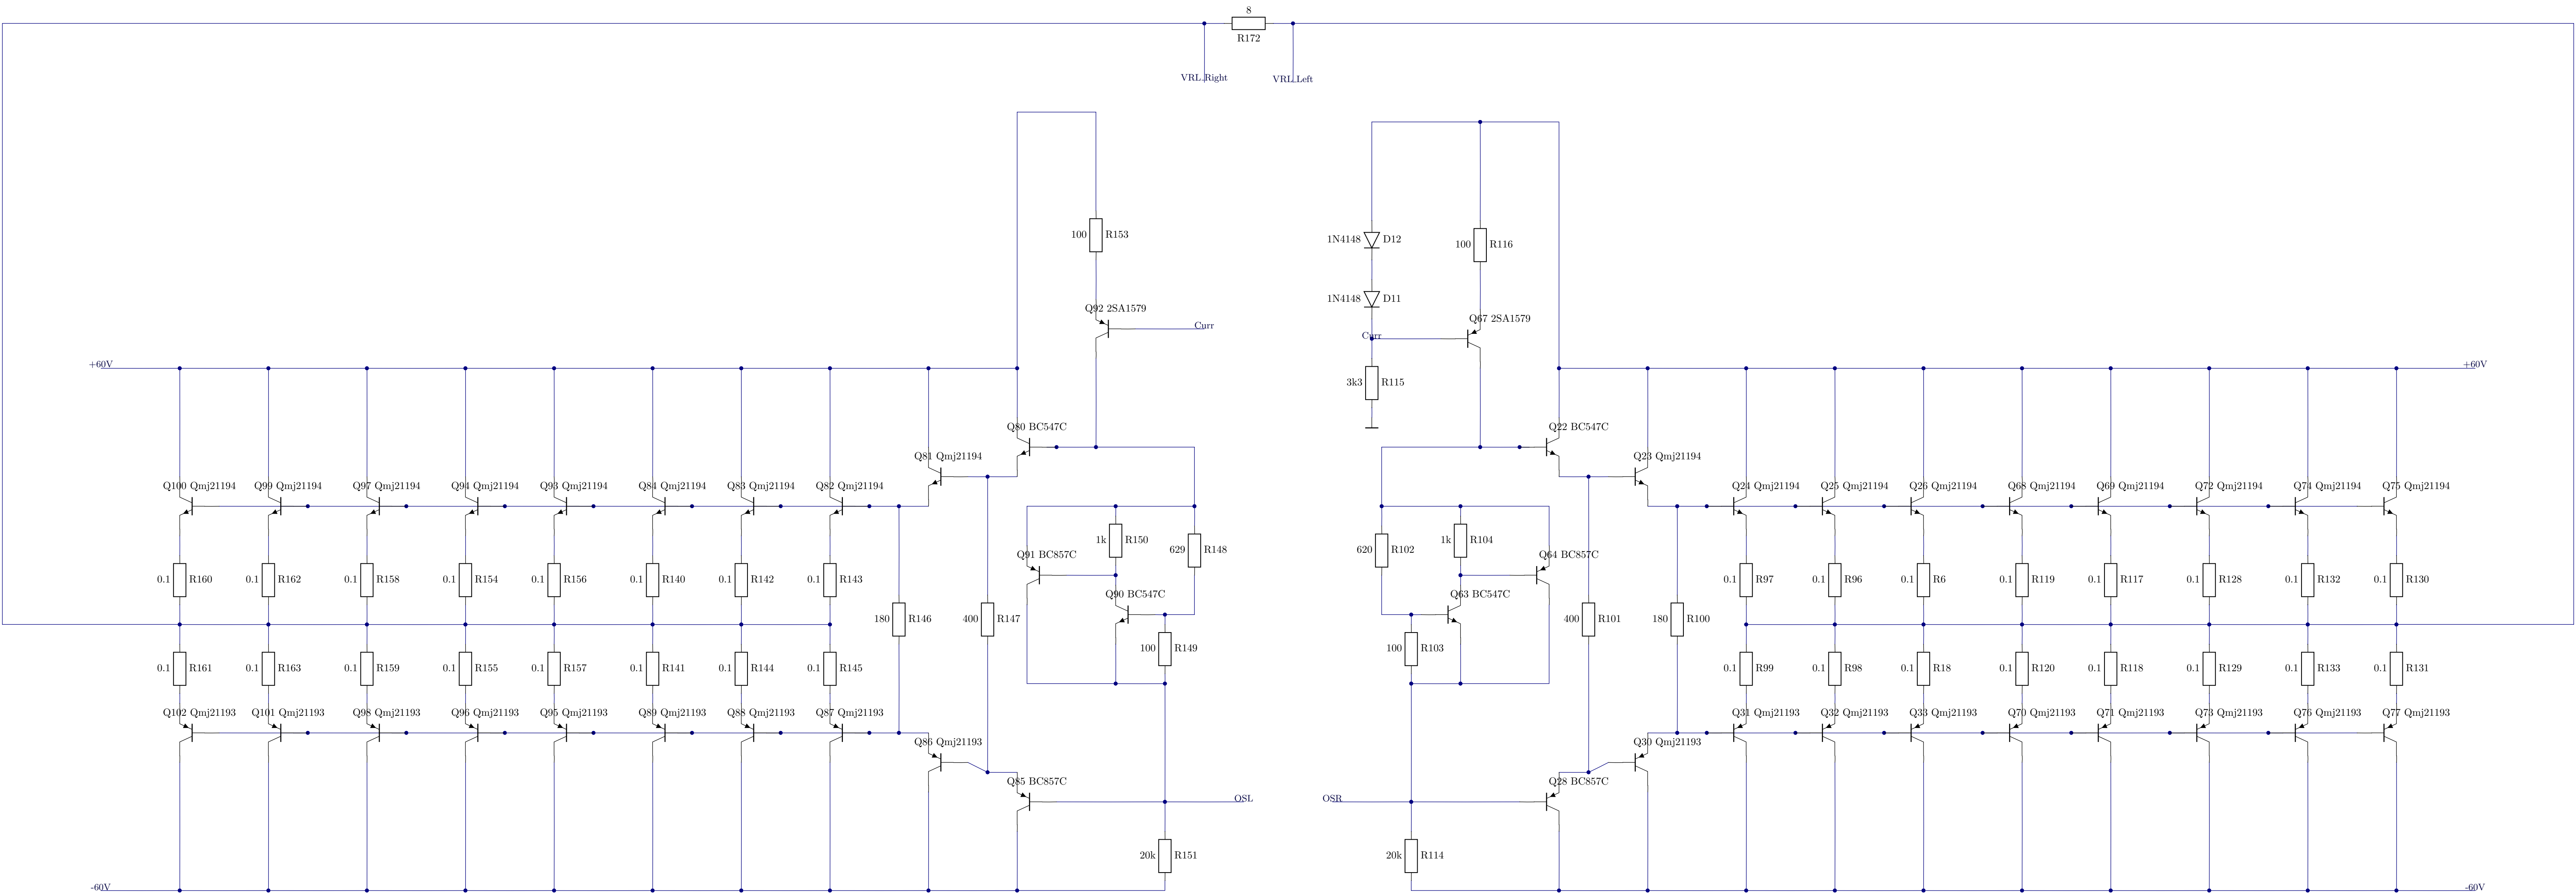 8
R172
VRL.Right VRL.Left
1N4148 D12
100 R153
100 R116
1N4148 D11
Q92 2SA1579
Q67 2SA1579
Curr
Curr
+60V
+60V
3k3 R115
Q80 BC547C
Q22 BC547C
Q81 Qmj21194
Q23 Qmj21194
Q100 Qmj21194 Q99 Qmj21194 Q97 Qmj21194 Q94 Qmj21194 Q93 Qmj21194 Q84 Qmj21194 Q83 Qmj21194 Q82 Qmj21194
Q24 Qmj21194 Q25 Qmj21194 Q26 Qmj21194 Q68 Qmj21194 Q69 Qmj21194 Q72 Qmj21194 Q74 Qmj21194 Q75 Qmj21194
1k R150
1k R104
629 R148
620 R102
Q91 BC857C
Q64 BC857C
0.1 R160 0.1 R162 0.1 R158 0.1 R154 0.1 R156 0.1 R140 0.1 R142 0.1 R143
0.1 R97 0.1 R96 0.1 R6 0.1 R119 0.1 R117 0.1 R128 0.1 R132 0.1 R130
Q90 BC547C
Q63 BC547C
180 R146 400 R147
400 R101 180 R100
100 R149
100 R103
0.1 R161 0.1 R163 0.1 R159 0.1 R155 0.1 R157 0.1 R141 0.1 R144 0.1 R145
0.1 R99 0.1 R98 0.1 R18 0.1 R120 0.1 R118 0.1 R129 0.1 R133 0.1 R131
Q102 Qmj21193 Q101 Qmj21193 Q98 Qmj21193 Q96 Qmj21193 Q95 Qmj21193 Q89 Qmj21193 Q88 Qmj21193 Q87 Qmj21193
Q31 Qmj21193 Q32 Qmj21193 Q33 Qmj21193 Q70 Qmj21193 Q71 Qmj21193 Q73 Qmj21193 Q76 Qmj21193 Q77 Qmj21193
Q86 Qmj21193
Q30 Qmj21193
Q85 BC857C
Q28 BC857C
OSL OSR
20k R151
20k R114
-60V
-60V